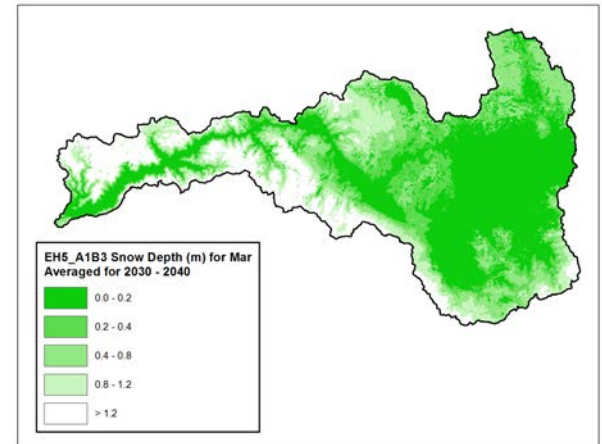 EH5_A1B3 Snow Depth (m) for Mar
Averaged for 2030 - 2040
0.0 - 0.2
0.2 - 0.4
0.4 - 0.8
0.8 - 1.2
> 1.2